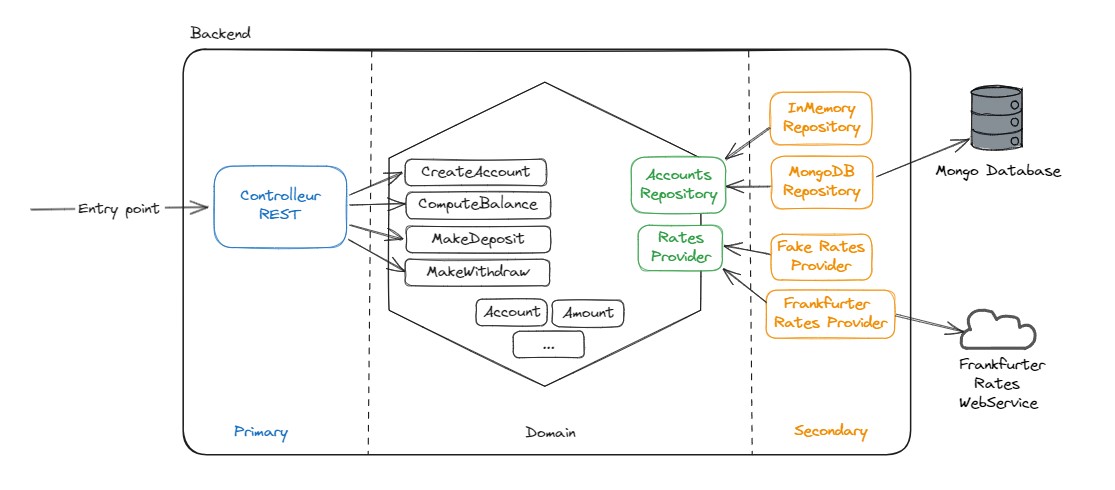 Backend
Entry point
Controlleur
REST
CreateAccount
ComputeBalance
MakeDeposit
MakeWithdraw
Account
Amount
...
Accounts
Repository
Rates
Provider
InMemory
Repository
MongoDB
Repository
Fake Rates
Provider
Frankfurter
Rates Provider
Mongo Database
Frankfurter
Rates
WebService
Primary
Domain
Secondary